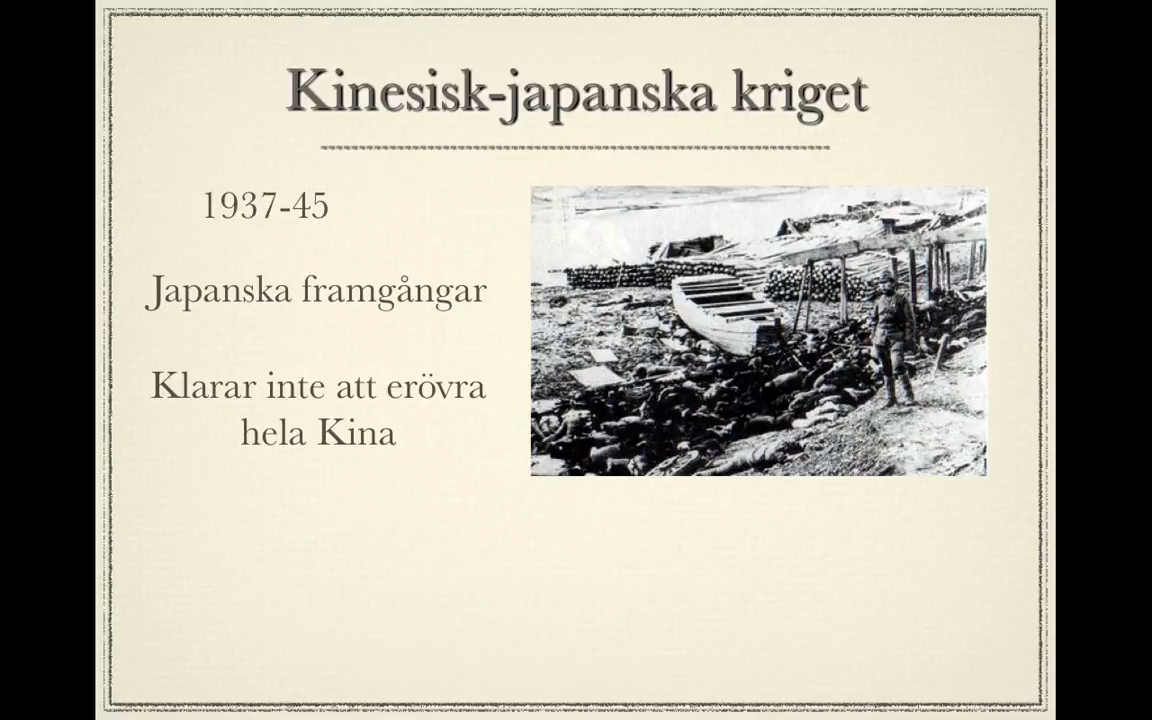 Kinesisk-japanska kriget
1937-45
Japanska framgångar
Klarar inte att erövra
hela Kina